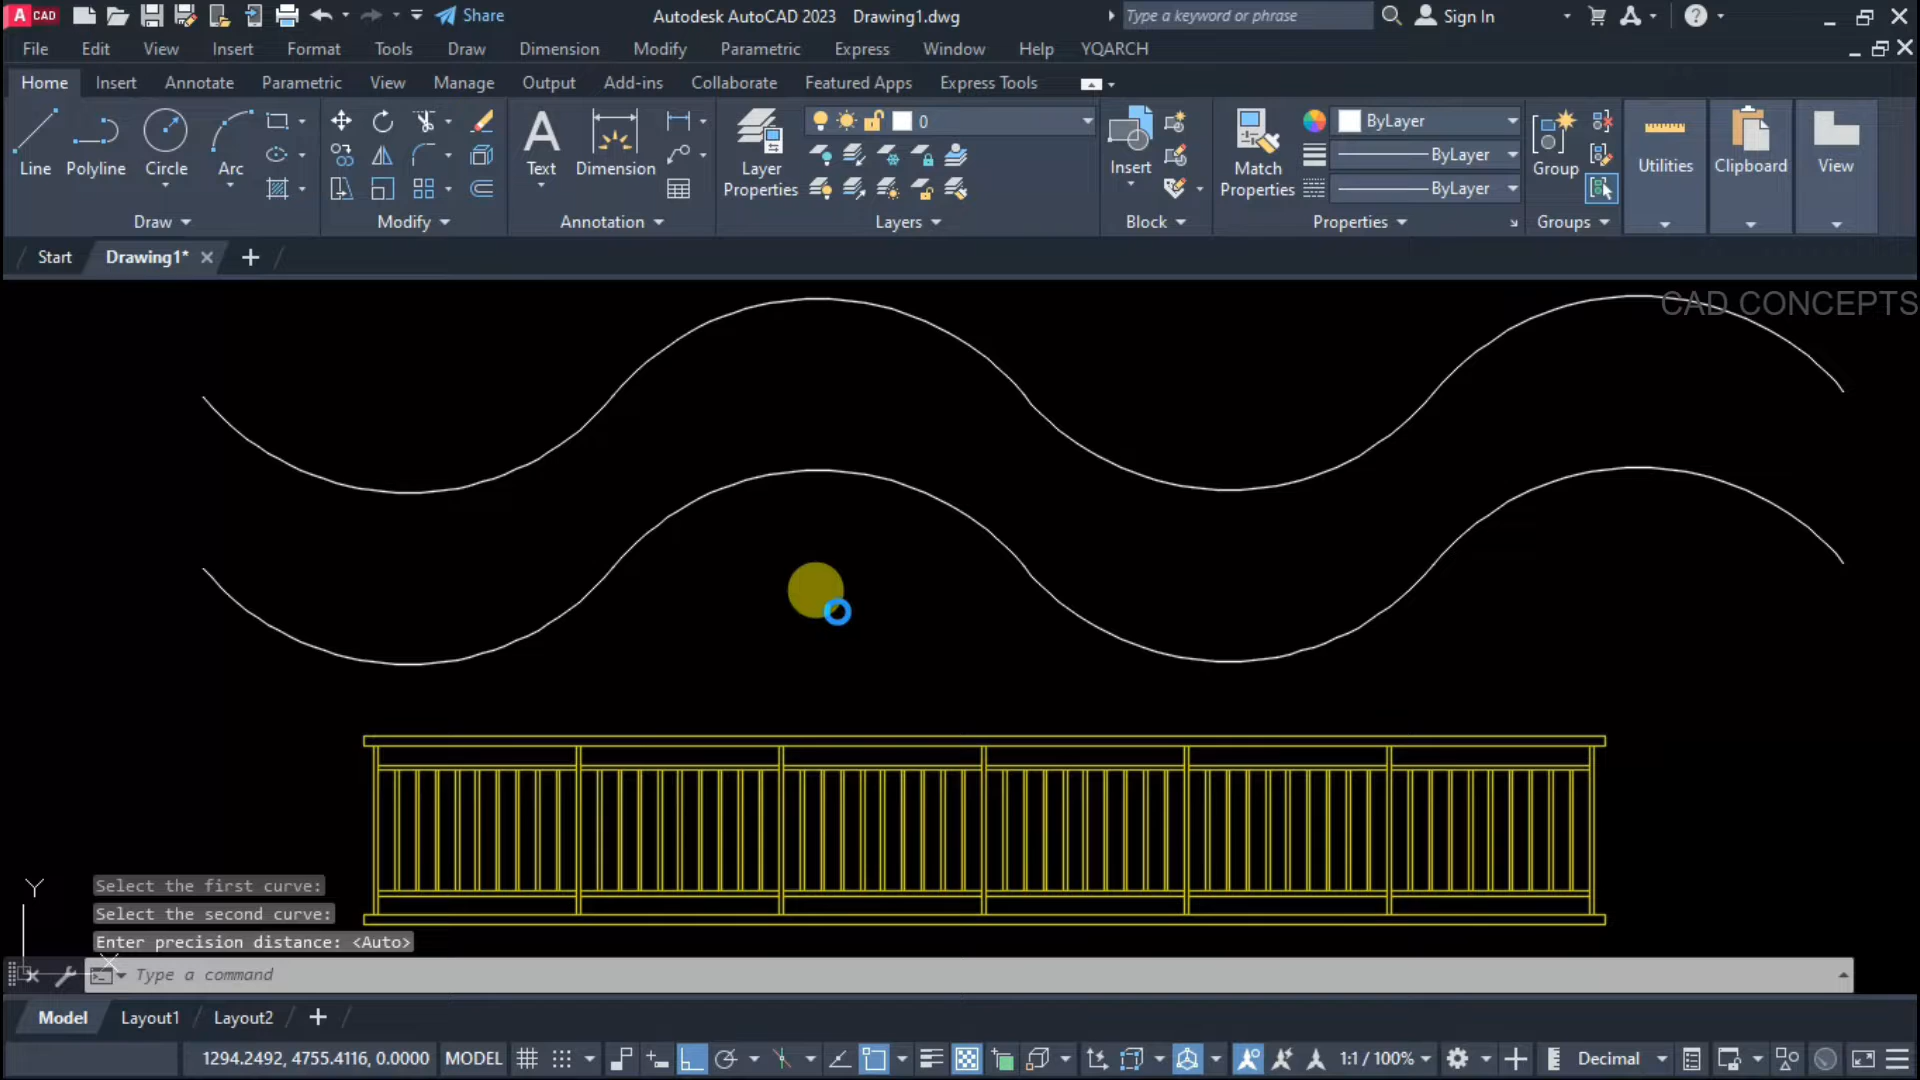 A CAD Share Autodesk AutoCAD 2023 Drawing1.dwg Type a keyword or phrase Sign In
File Edit View Insert Format Tools Draw Dimension Modify Parametric Express Window Help YQARCH
Home Insert Annotate Parametric View Manage Output Add-ins Collaborate Featured Apps Express Tools
0 ByLayer
ByLayer
Line Polyline Circle Arc Text Dimension Layer Properties Insert Match Properties Group Utilities Clipboard View
ByLayer
Draw Modify Annotation Layers Block Properties Groups
Start Drawing1*
CAD CONCEPTS
Y
Select the first curve:
Select the second curve:
Enter precision distance: <Auto>
Type a command
Model Layout1 Layout2
1294.2492, 4755.4116, 0.0000 MODEL 1:1 / 100% Decimal